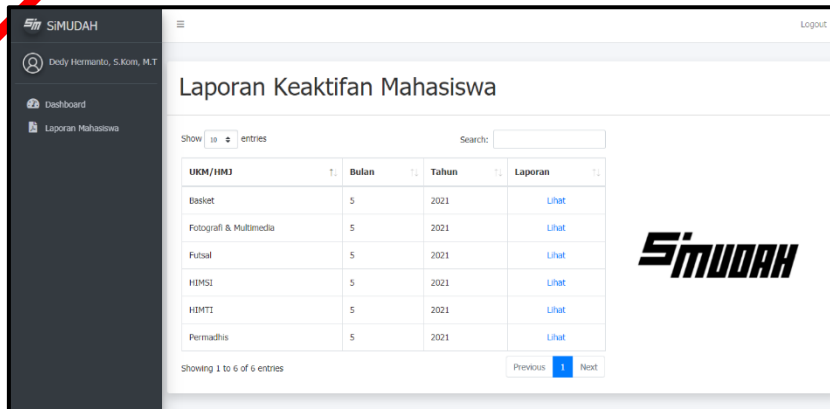 Sm SiMUDAH
Logout
Dedy Hermanto, S.Kom, M.T
Dashboard
Laporan Mahasiswa
Laporan Keaktifan Mahasiswa
Show 10 entries
Search:
UKM/HMJ Bulan Tahun Laporan
Basket 5 2021 Lihat
Fotografi & Multimedia 5 2021 Lihat
Futsal 5 2021 Lihat
HIMSI 5 2021 Lihat
HIMTI 5 2021 Lihat
Permadhis 5 2021 Lihat
Showing 1 to 6 of 6 entries
Previous 1 Next
SimUDAH